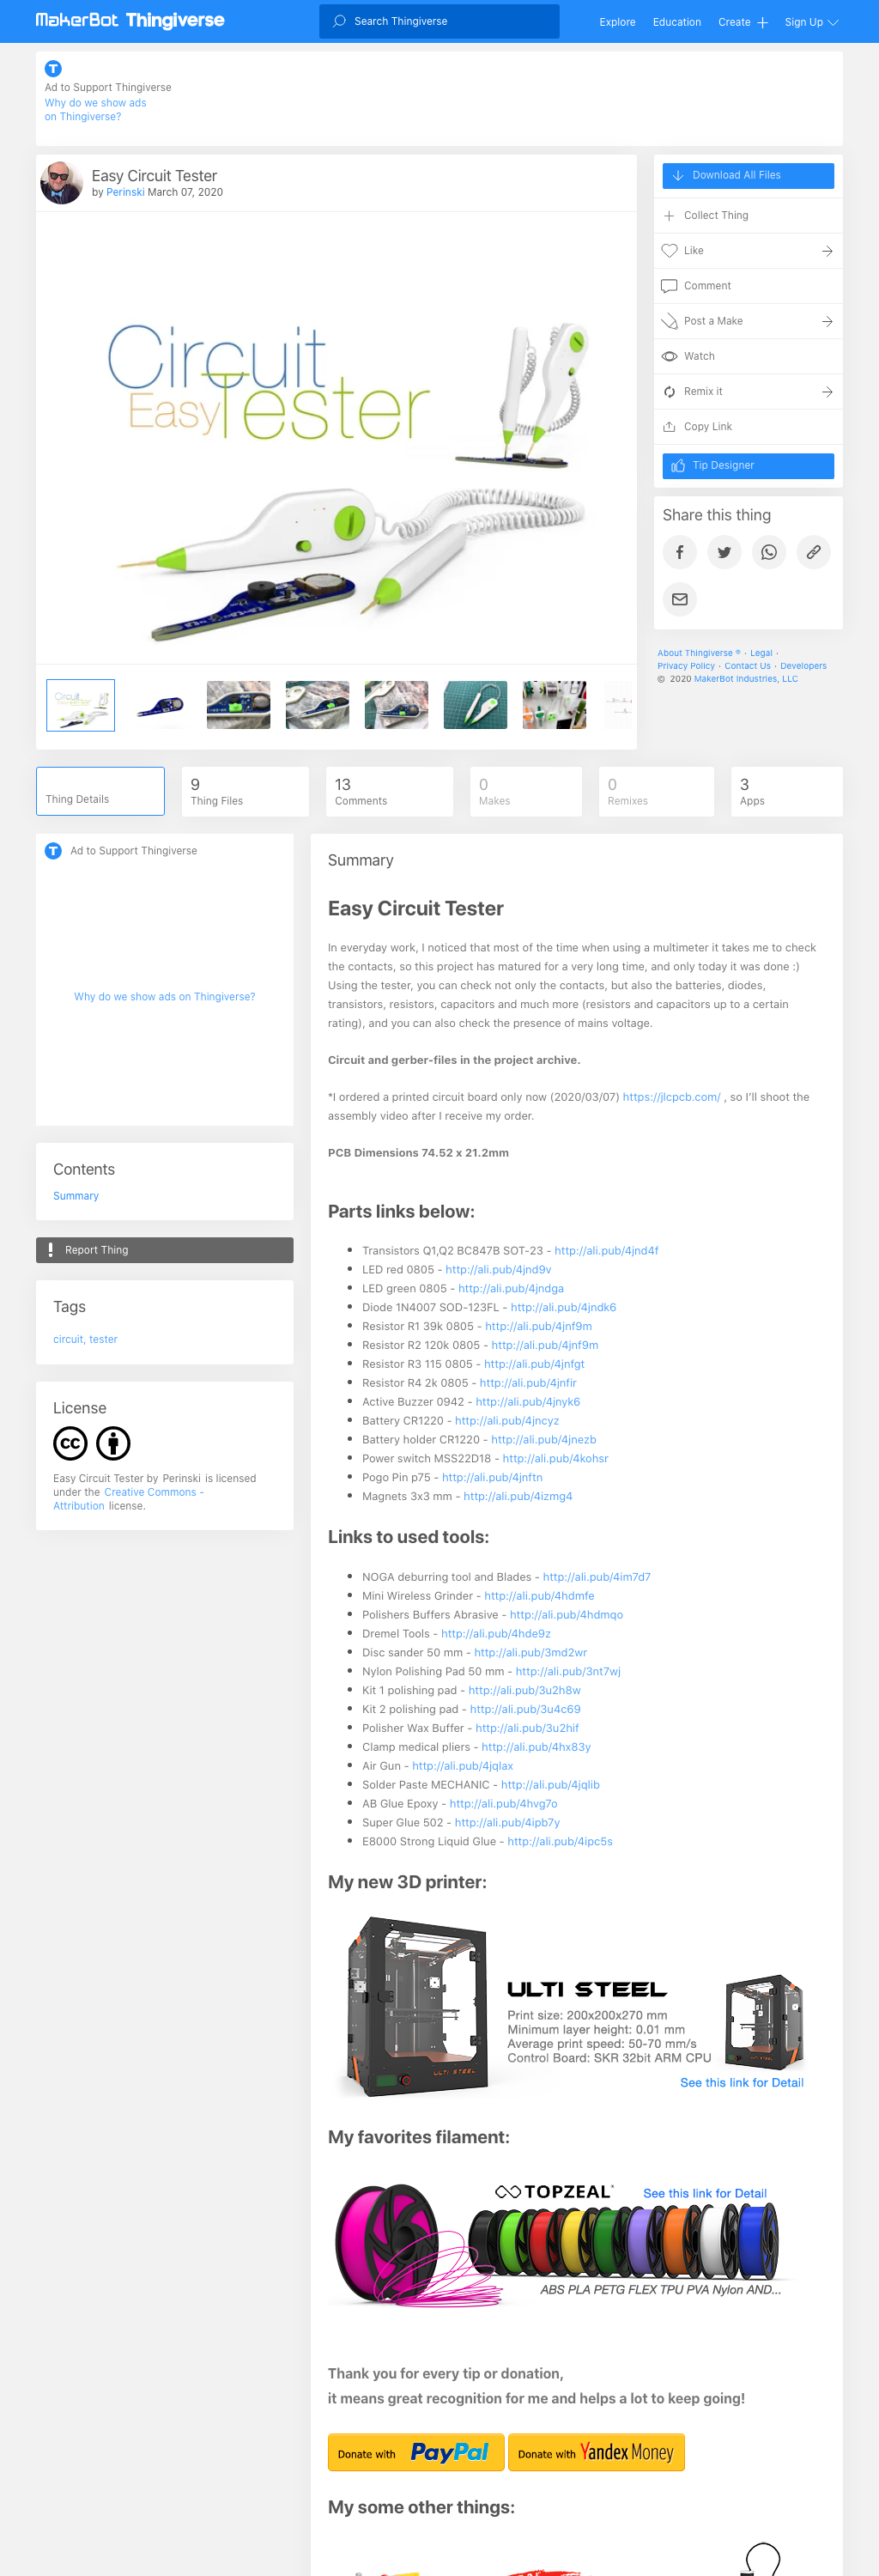 MakerBot Thingiverse
Search Thingiverse
Explore
Education
Create
Sign Up
Ad to Support Thingiverse
Why do we show ads
on Thingiverse?
Easy Circuit Tester
by Perinski March 07, 2020
Circuit
Easy Tester
Download All Files
Collect Thing
Like
Comment
Post a Make
Watch
Remix it
Copy Link
Tip Designer
Share this thing
About Thingiverse ® · Legal ·
Privacy Policy · Contact Us · Developers
© 2020 MakerBot Industries, LLC
Thing Details
9
Thing Files
13
Comments
0
Makes
0
Remixes
3
Apps
Ad to Support Thingiverse
Why do we show ads on Thingiverse?
Contents
Summary
Report Thing
Tags
circuit, tester
License
Easy Circuit Tester by Perinski is licensed
under the Creative Commons -
Attribution license.
Summary
Easy Circuit Tester
In everyday work, I noticed that most of the time when using a multimeter it takes me to check
the contacts, so this project has matured for a very long time, and only today it was done :)
Using the tester, you can check not only the contacts, but also the batteries, diodes,
transistors, resistors, capacitors and much more (resistors and capacitors up to a certain
rating), and you can also check the presence of mains voltage.
Circuit and gerber-files in the project archive.
*I ordered a printed circuit board only now (2020/03/07) https://jlcpcb.com/ , so I'll shoot the
assembly video after I receive my order.
PCB Dimensions 74.52 x 21.2mm
Parts links below:
Transistors Q1,Q2 BC847B SOT-23 - http://ali.pub/4jnd4f
LED red 0805 - http://ali.pub/4jnd9v
LED green 0805 - http://ali.pub/4jndga
Diode 1N4007 SOD-123FL - http://ali.pub/4jndk6
Resistor R1 39k 0805 - http://ali.pub/4jnf9m
Resistor R2 120k 0805 - http://ali.pub/4jnf9m
Resistor R3 115 0805 - http://ali.pub/4jnfgt
Resistor R4 2k 0805 - http://ali.pub/4jnfir
Active Buzzer 0942 - http://ali.pub/4jnyk6
Battery CR1220 - http://ali.pub/4jncyz
Battery holder CR1220 - http://ali.pub/4jnezb
Power switch MSS22D18 - http://ali.pub/4kohsr
Pogo Pin p75 - http://ali.pub/4jnftn
Magnets 3x3 mm - http://ali.pub/4izmg4
Links to used tools:
NOGA deburring tool and Blades - http://ali.pub/4im7d7
Mini Wireless Grinder - http://ali.pub/4hdmfe
Polishers Buffers Abrasive - http://ali.pub/4hdmqo
Dremel Tools - http://ali.pub/4hde9z
Disc sander 50 mm - http://ali.pub/3md2wr
Nylon Polishing Pad 50 mm - http://ali.pub/3nt7wj
Kit 1 polishing pad - http://ali.pub/3u2h8w
Kit 2 polishing pad - http://ali.pub/3u4c69
Polisher Wax Buffer - http://ali.pub/3u2hif
Clamp medical pliers - http://ali.pub/4hx83y
Air Gun - http://ali.pub/4jqlax
Solder Paste MECHANIC - http://ali.pub/4jqlib
AB Glue Epoxy - http://ali.pub/4hvg7o
Super Glue 502 - http://ali.pub/4ipb7y
E8000 Strong Liquid Glue - http://ali.pub/4ipc5s
My new 3D printer:
ULTI STEEL
ULTI STEEL
Print size: 200x200x270 mm
Minimum layer height: 0.01 mm
Average print speed: 50-70 mm/s
Control Board: SKR 32bit ARM CPU
See this link for Detail
My favorites filament:
TOPZEAL
See this link for Detail
ABS PLA PETG FLEX TPU PVA Nylon AND...
Thank you for every tip or donation,
it means great recognition for me and helps a lot to keep going!
Donate with PayPal
Donate with Yandex Money
My some other things: